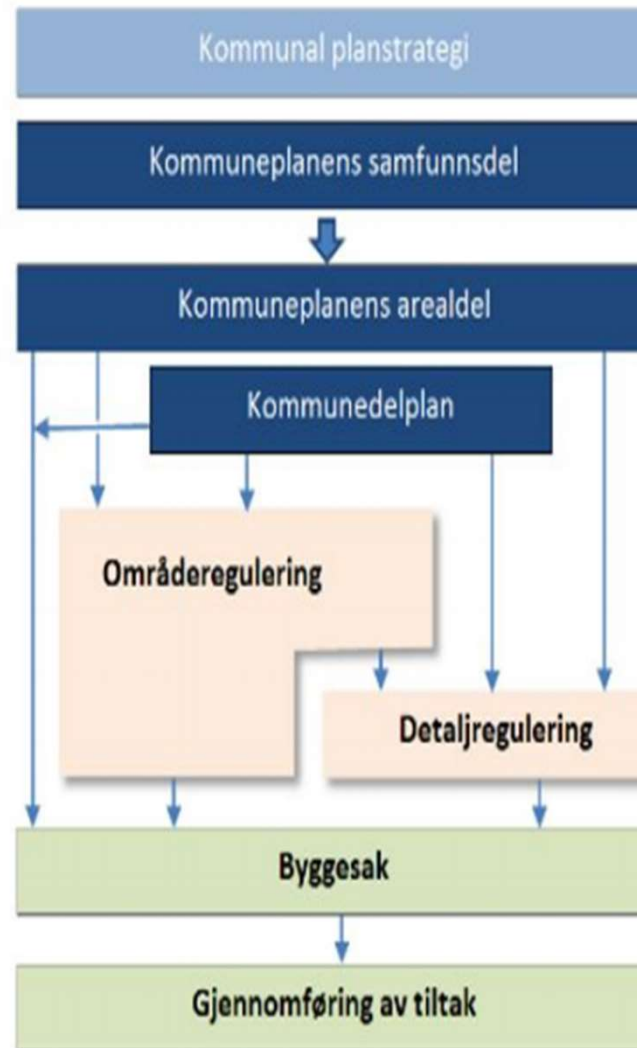 Kommunal planstrategi
Kommuneplanens samfunnsdel
Kommuneplanens arealdel
Kommunedelplan
Områderegulering
Detaljregulering
Byggesak
Gjennomføring av tiltak